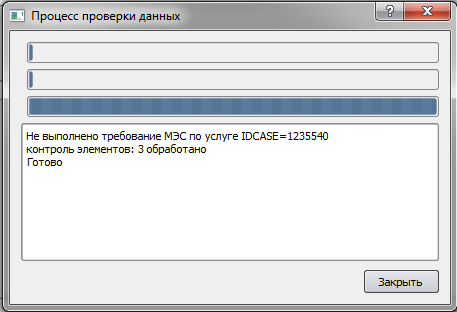 Процесс проверки данных
Не выполнено требование МЭС по услуге IDCASE=1235540
контроль элементов: 3 обработано
Готово
Закрыть